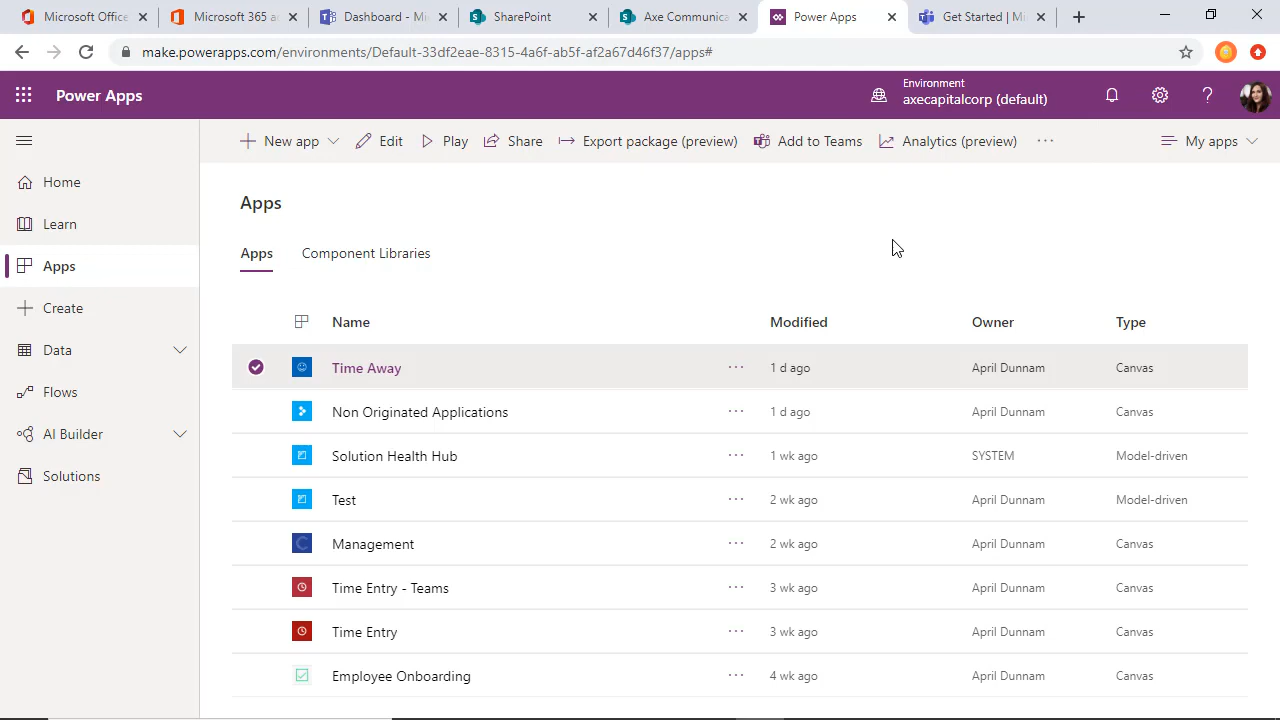 Microsoft Office
Microsoft 365 a
Dashboard - Mi
SharePoint
Axe Communica
Power Apps
Get Started | Mi
make.powerapps.com/environments/Default-33df2eae-8315-4a6f-ab5f-af2a67d46f37/apps#
Power Apps
Environment
axecapitalcorp (default)
?
New app
Edit
Play
Share
Export package (preview)
Add to Teams
Analytics (preview)
···
My apps
Home
Learn
Apps
Create
Data
Flows
AI Builder
Solutions
Apps
Apps
Component Libraries
Name Modified Owner Type
Time Away ··· 1 d ago April Dunnam Canvas
Non Originated Applications ··· 1 d ago April Dunnam Canvas
Solution Health Hub ··· 1 wk ago SYSTEM Model-driven
Test ··· 2 wk ago April Dunnam Model-driven
Management ··· 2 wk ago April Dunnam Canvas
Time Entry - Teams ··· 3 wk ago April Dunnam Canvas
Time Entry ··· 3 wk ago April Dunnam Canvas
Employee Onboarding ··· 4 wk ago April Dunnam Canvas